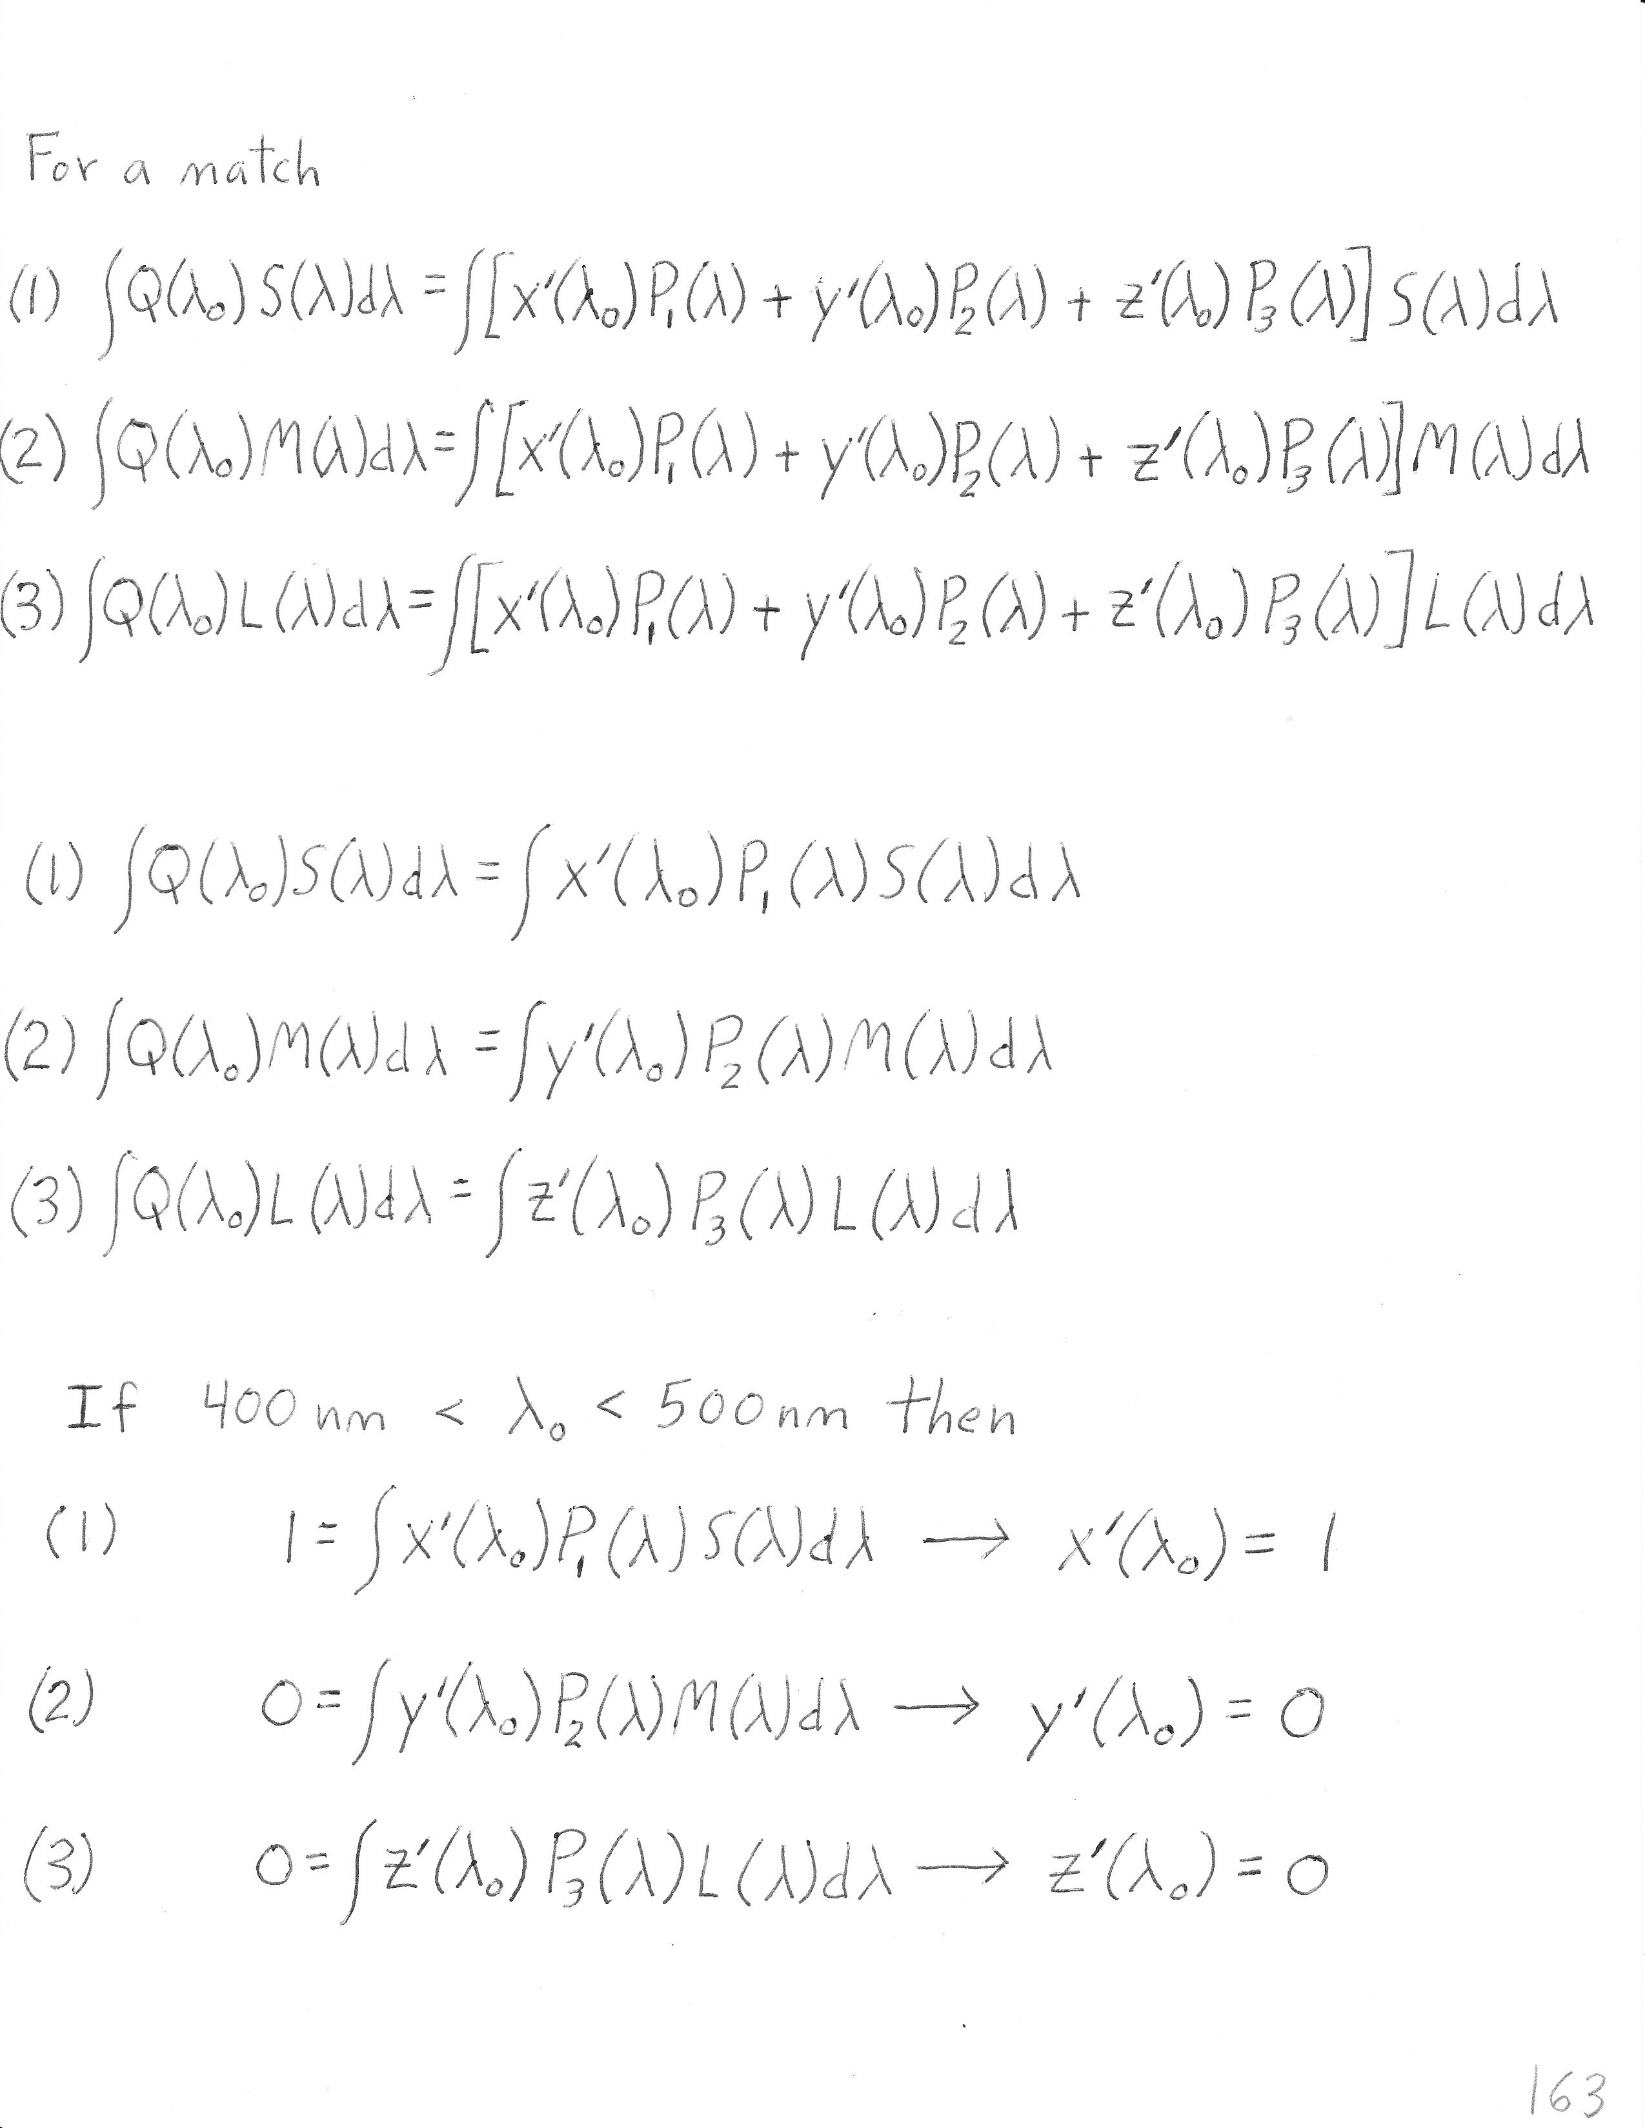 For a match
(1) ∫Q(λ₀)S(λ)dλ = ∫[x′(λ₀)P₁(λ) + y′(λ₀)P₂(λ) + z′(λ₀)P₃(λ)] S(λ)dλ
(2) ∫Q(λ₀)M(λ)dλ = ∫[x′(λ₀)P₁(λ) + y′(λ₀)P₂(λ) + z′(λ₀)P₃(λ)] M(λ)dλ
(3) ∫Q(λ₀)L(λ)dλ = ∫[x′(λ₀)P₁(λ) + y′(λ₀)P₂(λ) + z′(λ₀)P₃(λ)] L(λ)dλ
(1) ∫Q(λ₀)S(λ)dλ = ∫x′(λ₀)P₁(λ)S(λ)dλ
(2) ∫Q(λ₀)M(λ)dλ = ∫y′(λ₀)P₂(λ)M(λ)dλ
(3) ∫Q(λ₀)L(λ)dλ = ∫z′(λ₀)P₃(λ)L(λ)dλ
If 400 nm < λ₀ < 500 nm then
(1) 1 = ∫x′(λ₀)P₁(λ)S(λ)dλ → x′(λ₀) = 1
(2) 0 = ∫y′(λ₀)P₂(λ)M(λ)dλ → y′(λ₀) = 0
(3) 0 = ∫z′(λ₀)P₃(λ)L(λ)dλ → z′(λ₀) = 0
163